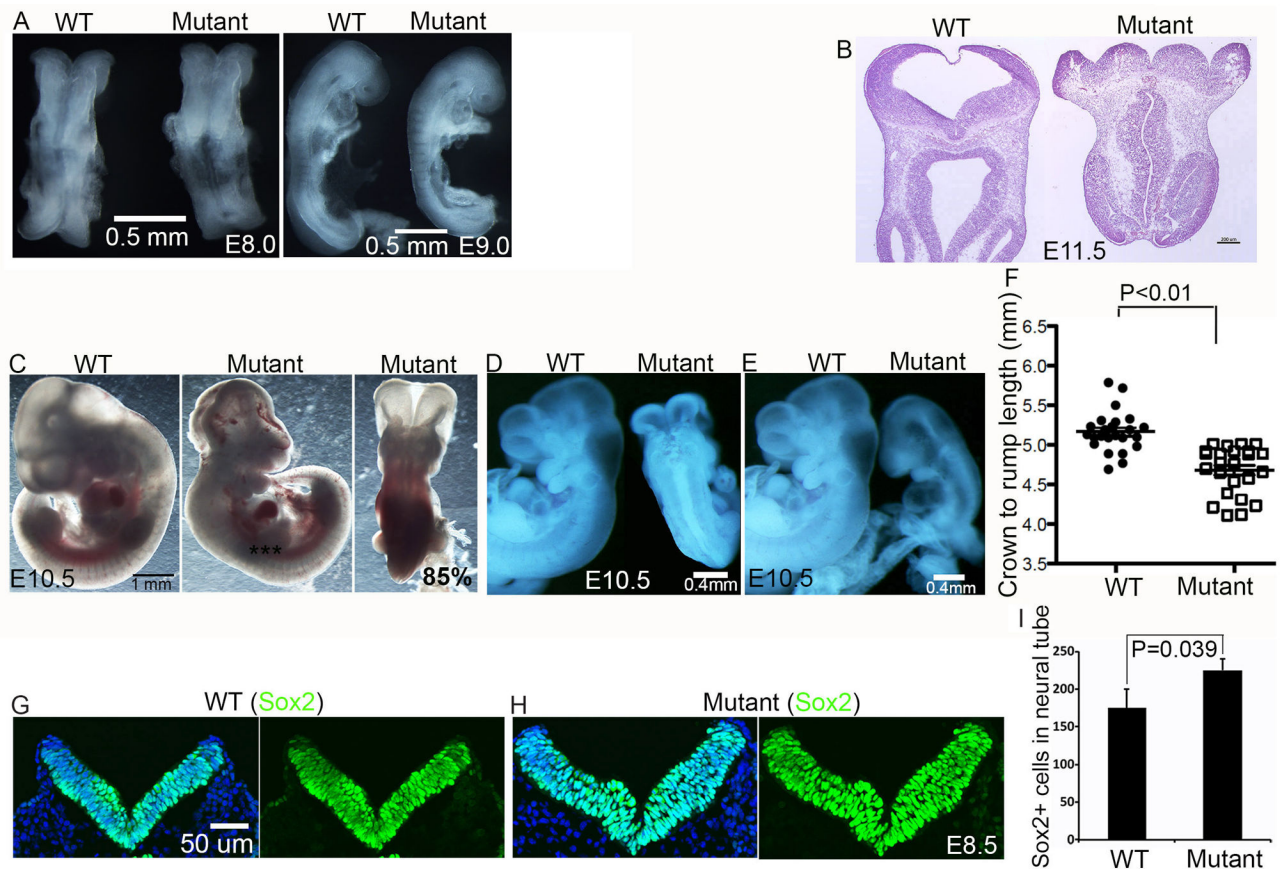 A
WT
Mutant
WT
Mutant
0.5 mm
E8.0
0.5 mm
E9.0
B
WT
Mutant
E11.5
200 um
C
WT
Mutant
Mutant
E10.5
1 mm
***
85%
D
WT
Mutant
E10.5
0.4mm
E
WT
Mutant
E10.5
0.4mm
F
P<0.01
Crown to rump length (mm)
6.5
6.0
5.5
5.0
4.5
4.0
3.5
WT
Mutant
G
WT (Sox2)
50 um
H
Mutant (Sox2)
E8.5
I
P=0.039
Sox2+ cells in neural tube
250
200
150
100
50
0
WT
Mutant